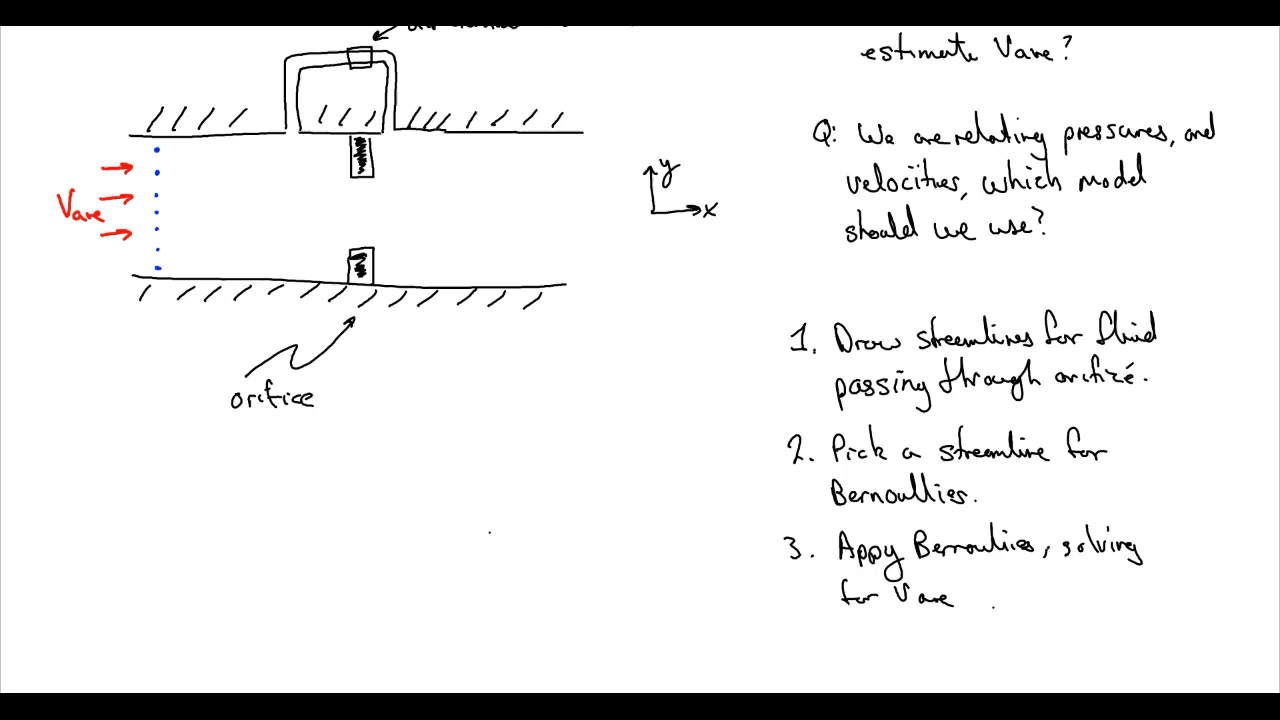 estimate Vave?
Q: We are relating pressures, and
velocities, which model
should we use?
y
x
Vave
orifice
1. Draw streamlines for fluid
passing through orifice.
2. Pick a streamline for
Bernoullies.
3. Appy Bernoulies, solving
for Vave